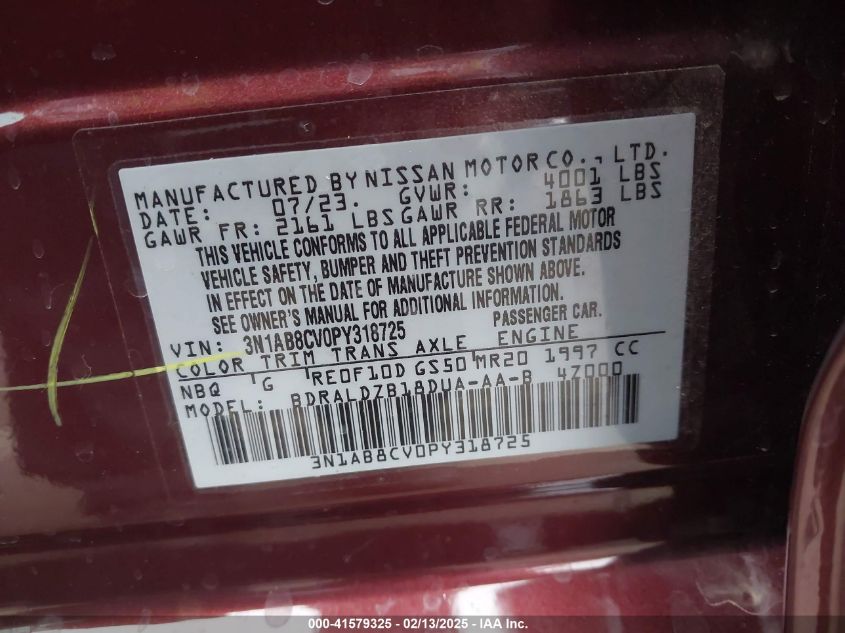 MANUFACTURED BY NISSAN MOTOR CO., LTD.
DATE: 07/23. GVWR: 4001 LBS
GAWR FR: 2161 LBS GAWR RR: 1863 LBS
THIS VEHICLE CONFORMS TO ALL APPLICABLE FEDERAL MOTOR
VEHICLE SAFETY, BUMPER AND THEFT PREVENTION STANDARDS
IN EFFECT ON THE DATE OF MANUFACTURE SHOWN ABOVE.
SEE OWNER'S MANUAL FOR ADDITIONAL INFORMATION.
VIN: 3N1AB8CV0PY318725 PASSENGER CAR.
COLOR TRIM TRANS AXLE ENGINE
NBQ G RE0F10D GS50 MR20 1997 CC
MODEL: BDRALDZB18DUA-AA-B 4Z000
3N1AB8CV0PY318725
000-41579325 - 02/13/2025 - IAA Inc.